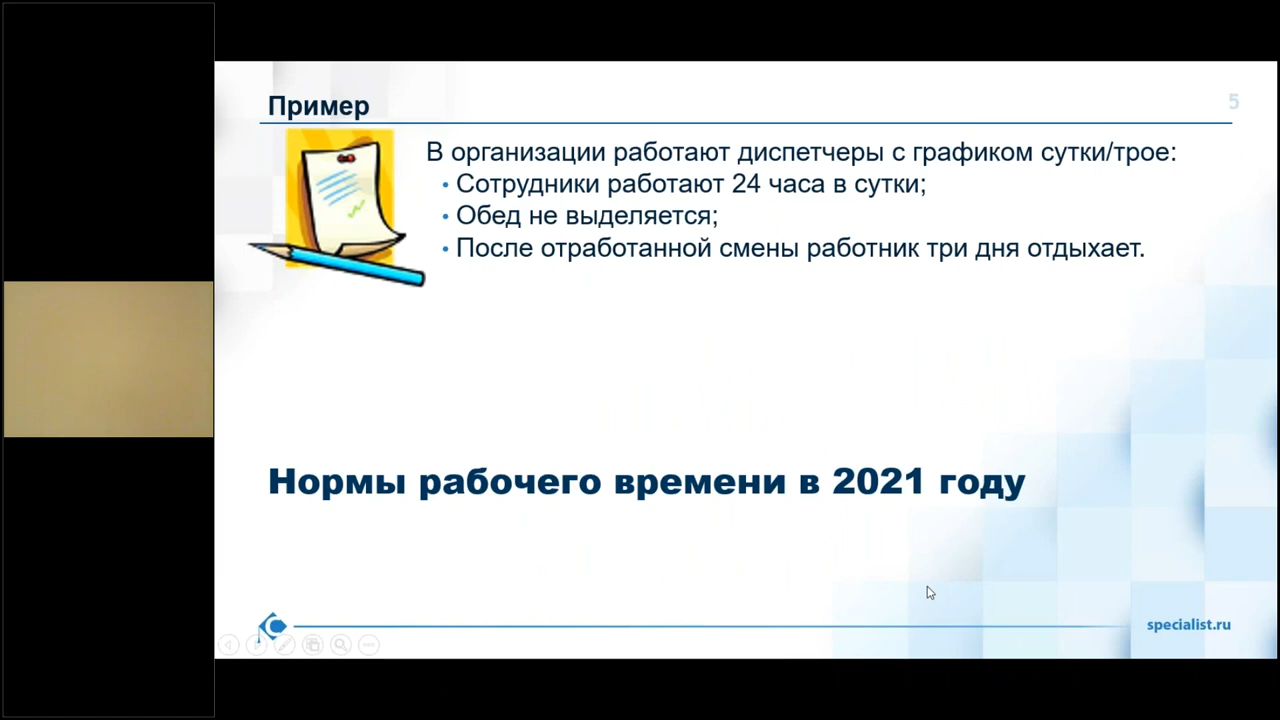 Пример
5
В организации работают диспетчеры с графиком сутки/трое:
• Сотрудники работают 24 часа в сутки;
• Обед не выделяется;
• После отработанной смены работник три дня отдыхает.
Нормы рабочего времени в 2021 году
specialist.ru